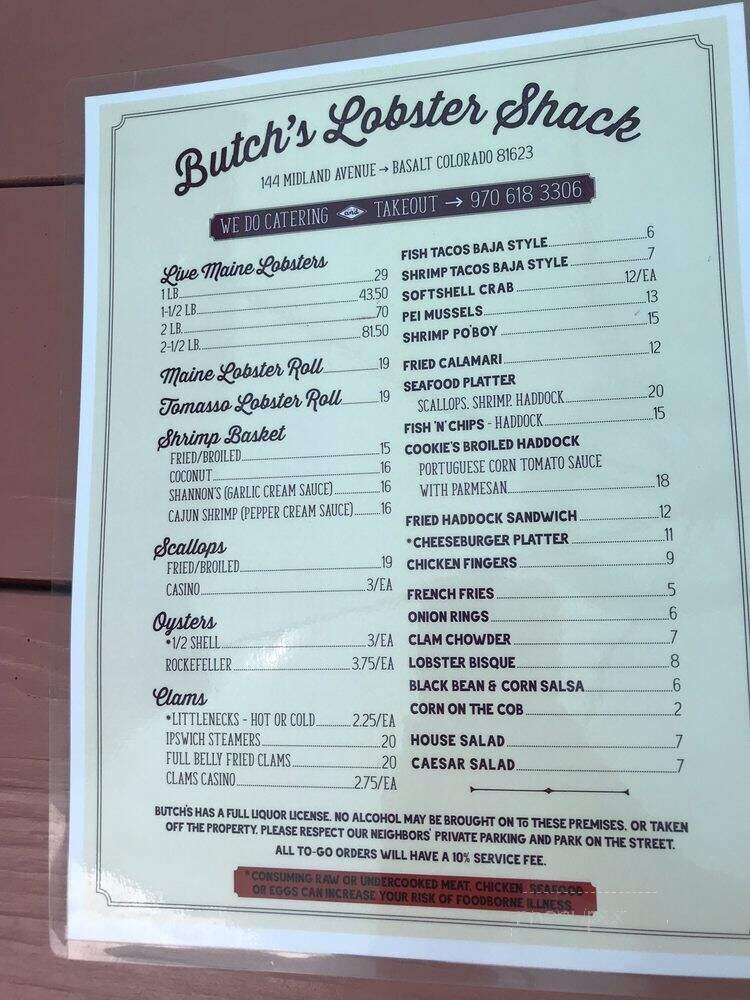 Butch's Lobster Shack
144 MIDLAND AVENUE → BASALT COLORADO 81623
WE DO CATERING and TAKEOUT → 970 618 3306
Live Maine Lobsters
1 LB. 29
1-1/2 LB. 43.50
2 LB. 70
2-1/2 LB. 81.50
Maine Lobster Roll 19
Tomasso Lobster Roll 19
Shrimp Basket
FRIED/BROILED 15
COCONUT 16
SHANNON'S (GARLIC CREAM SAUCE) 16
CAJUN SHRIMP (PEPPER CREAM SAUCE) 16
Scallops
FRIED/BROILED 19
CASINO 3/EA
Oysters
*1/2 SHELL 3/EA
ROCKEFELLER 3.75/EA
Clams
*LITTLENECKS - HOT OR COLD 2.25/EA
IPSWICH STEAMERS 20
FULL BELLY FRIED CLAMS 20
CLAMS CASINO 2.75/EA
FISH TACOS BAJA STYLE 6
SHRIMP TACOS BAJA STYLE 7
SOFTSHELL CRAB 12/EA
PEI MUSSELS 13
SHRIMP PO'BOY 15
FRIED CALAMARI 12
SEAFOOD PLATTER
SCALLOPS, SHRIMP, HADDOCK 20
FISH 'N' CHIPS - HADDOCK 15
COOKIE'S BROILED HADDOCK
PORTUGUESE CORN TOMATO SAUCE
WITH PARMESAN 18
FRIED HADDOCK SANDWICH 12
*CHEESEBURGER PLATTER 11
CHICKEN FINGERS 9
FRENCH FRIES 5
ONION RINGS 6
CLAM CHOWDER 7
LOBSTER BISQUE 8
BLACK BEAN & CORN SALSA 6
CORN ON THE COB 2
HOUSE SALAD 7
CAESAR SALAD 7
BUTCH'S HAS A FULL LIQUOR LICENSE. NO ALCOHOL MAY BE BROUGHT ON TO THESE PREMISES, OR TAKEN
OFF THE PROPERTY. PLEASE RESPECT OUR NEIGHBORS' PRIVATE PARKING AND PARK ON THE STREET.
ALL TO-GO ORDERS WILL HAVE A 10% SERVICE FEE.
*CONSUMING RAW OR UNDERCOOKED MEAT, CHICKEN, SEAFOOD
OR EGGS CAN INCREASE YOUR RISK OF FOODBORNE ILLNESS.